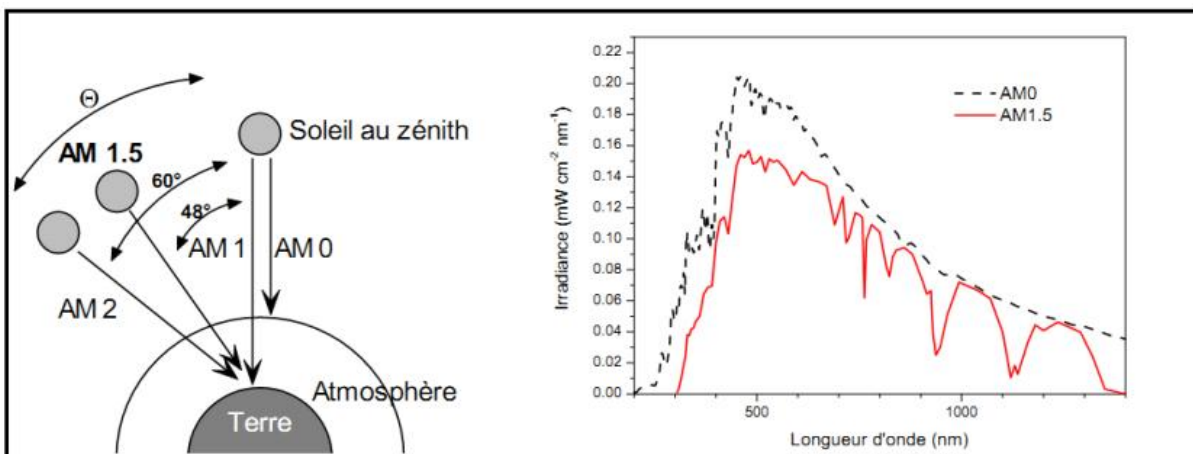 Θ
Soleil au zénith
AM 1.5
60°
48°
AM 1
AM 0
AM 2
Atmosphère
Terre
Irradiance (mW cm-2 nm-1)
0.22
0.20
0.18
0.16
0.14
0.12
0.10
0.08
0.06
0.04
0.02
0.00
AM0
AM1.5
500
1000
Longueur d'onde (nm)